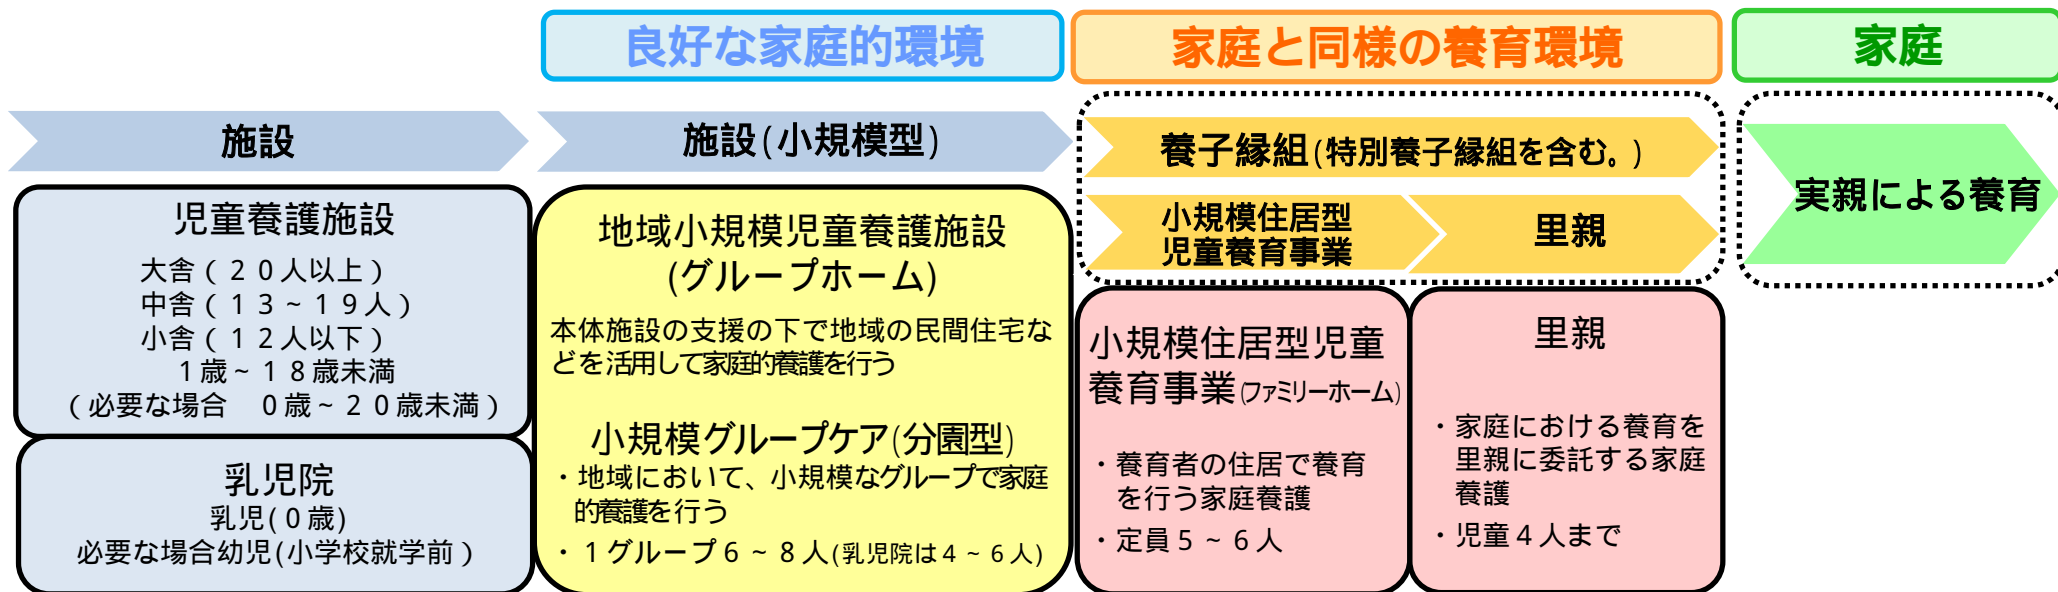 良好な家庭的環境
家庭と同様の養育環境
家庭
施設
施設(小規模型)
養子縁組(特別養子縁組を含む。)
小規模住居型
児童養育事業
里親
実親による養育
児童養護施設
大舎（２０人以上）
中舎（１３～１９人）
小舎（１２人以下）
１歳～１８歳未満
（必要な場合　０歳～２０歳未満）
乳児院
乳児(０歳)
必要な場合幼児(小学校就学前）
地域小規模児童養護施設
(グループホーム)
本体施設の支援の下で地域の民間住宅な
どを活用して家庭的養護を行う
小規模グループケア(分園型)
・地域において、小規模なグループで家庭
的養護を行う
・１グループ６～８人(乳児院は４～６人)
小規模住居型児童
養育事業(ファミリーホーム)
・養育者の住居で養育
を行う家庭養護
・定員５～６人
里親
・家庭における養育を
里親に委託する家庭
養護
・児童４人まで